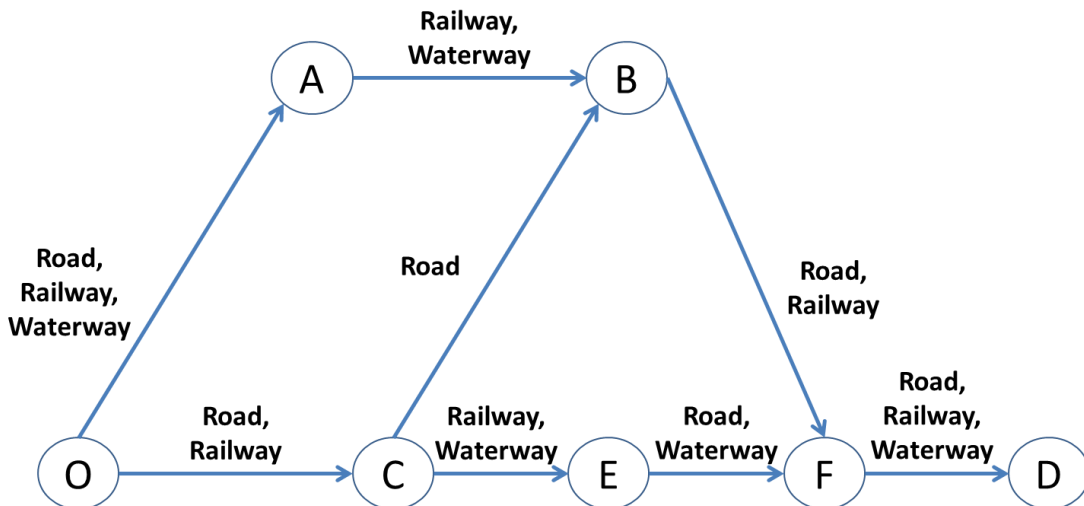 Railway,
Waterway
A
B
Road,
Railway,
Waterway
Road
Road,
Railway
Road,
Railway
Railway,
Waterway
Road,
Waterway
Road,
Railway,
Waterway
O
C
E
F
D